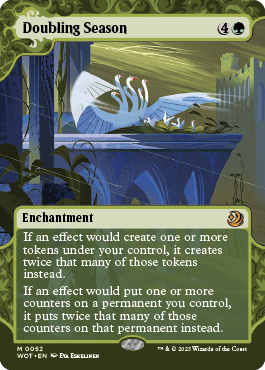 Doubling Season 4
Enchantment
If an effect would create one or more
tokens under your control, it creates
twice that many of those tokens
instead.
If an effect would put one or more
counters on a permanent you control,
it puts twice that many of those
counters on that permanent instead.
M 0052
WOT • EN Eva Eskelinen
™ & © 2023 Wizards of the Coast